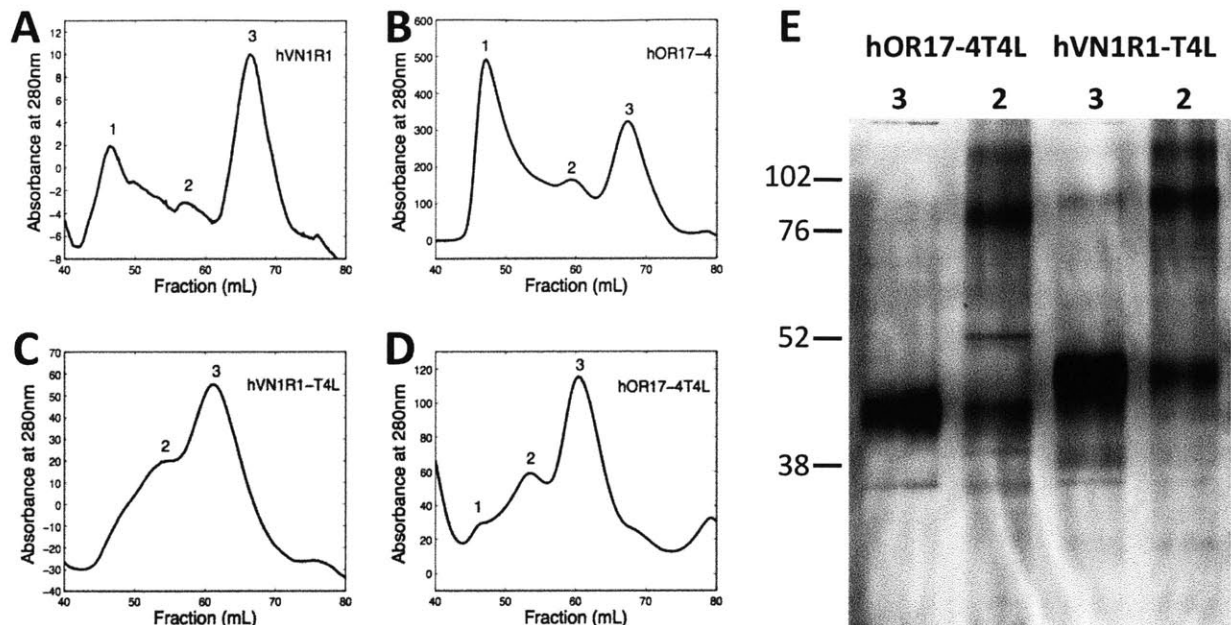 A
12
10
8
6
4
2
0
−2
−4
−6
−8
Absorbance at 280nm
1
2
3
hVN1R1
40 50 60 70 80
Fraction (mL)
B
600
500
400
300
200
100
0
Absorbance at 280nm
1
2
3
hOR17−4
40 50 60 70 80
Fraction (mL)
C
70
60
50
40
30
20
10
0
−10
−20
−30
−40
Absorbance at 280nm
2
3
hVN1R1−T4L
40 50 60 70 80
Fraction (mL)
D
120
100
80
60
40
20
0
Absorbance at 280nm
1
2
3
hOR17−4T4L
40 50 60 70 80
Fraction (mL)
E
hOR17-4T4L hVN1R1-T4L
3 2 3 2
102
76
52
38